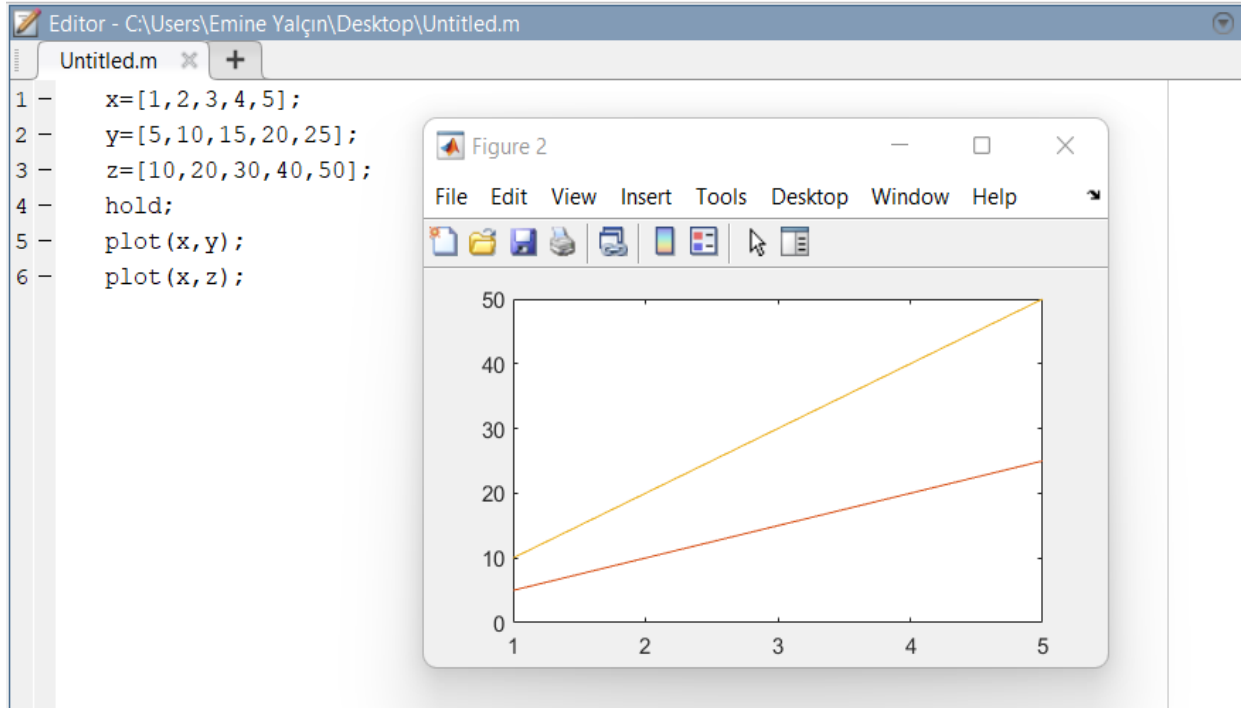 Editor - C:\Users\Emine Yalçın\Desktop\Untitled.m
Untitled.m
1 - x=[1,2,3,4,5];
2 - y=[5,10,15,20,25];
3 - z=[10,20,30,40,50];
4 - hold;
5 - plot(x,y);
6 - plot(x,z);
Figure 2
File Edit View Insert Tools Desktop Window Help
50
40
30
20
10
0
1 2 3 4 5